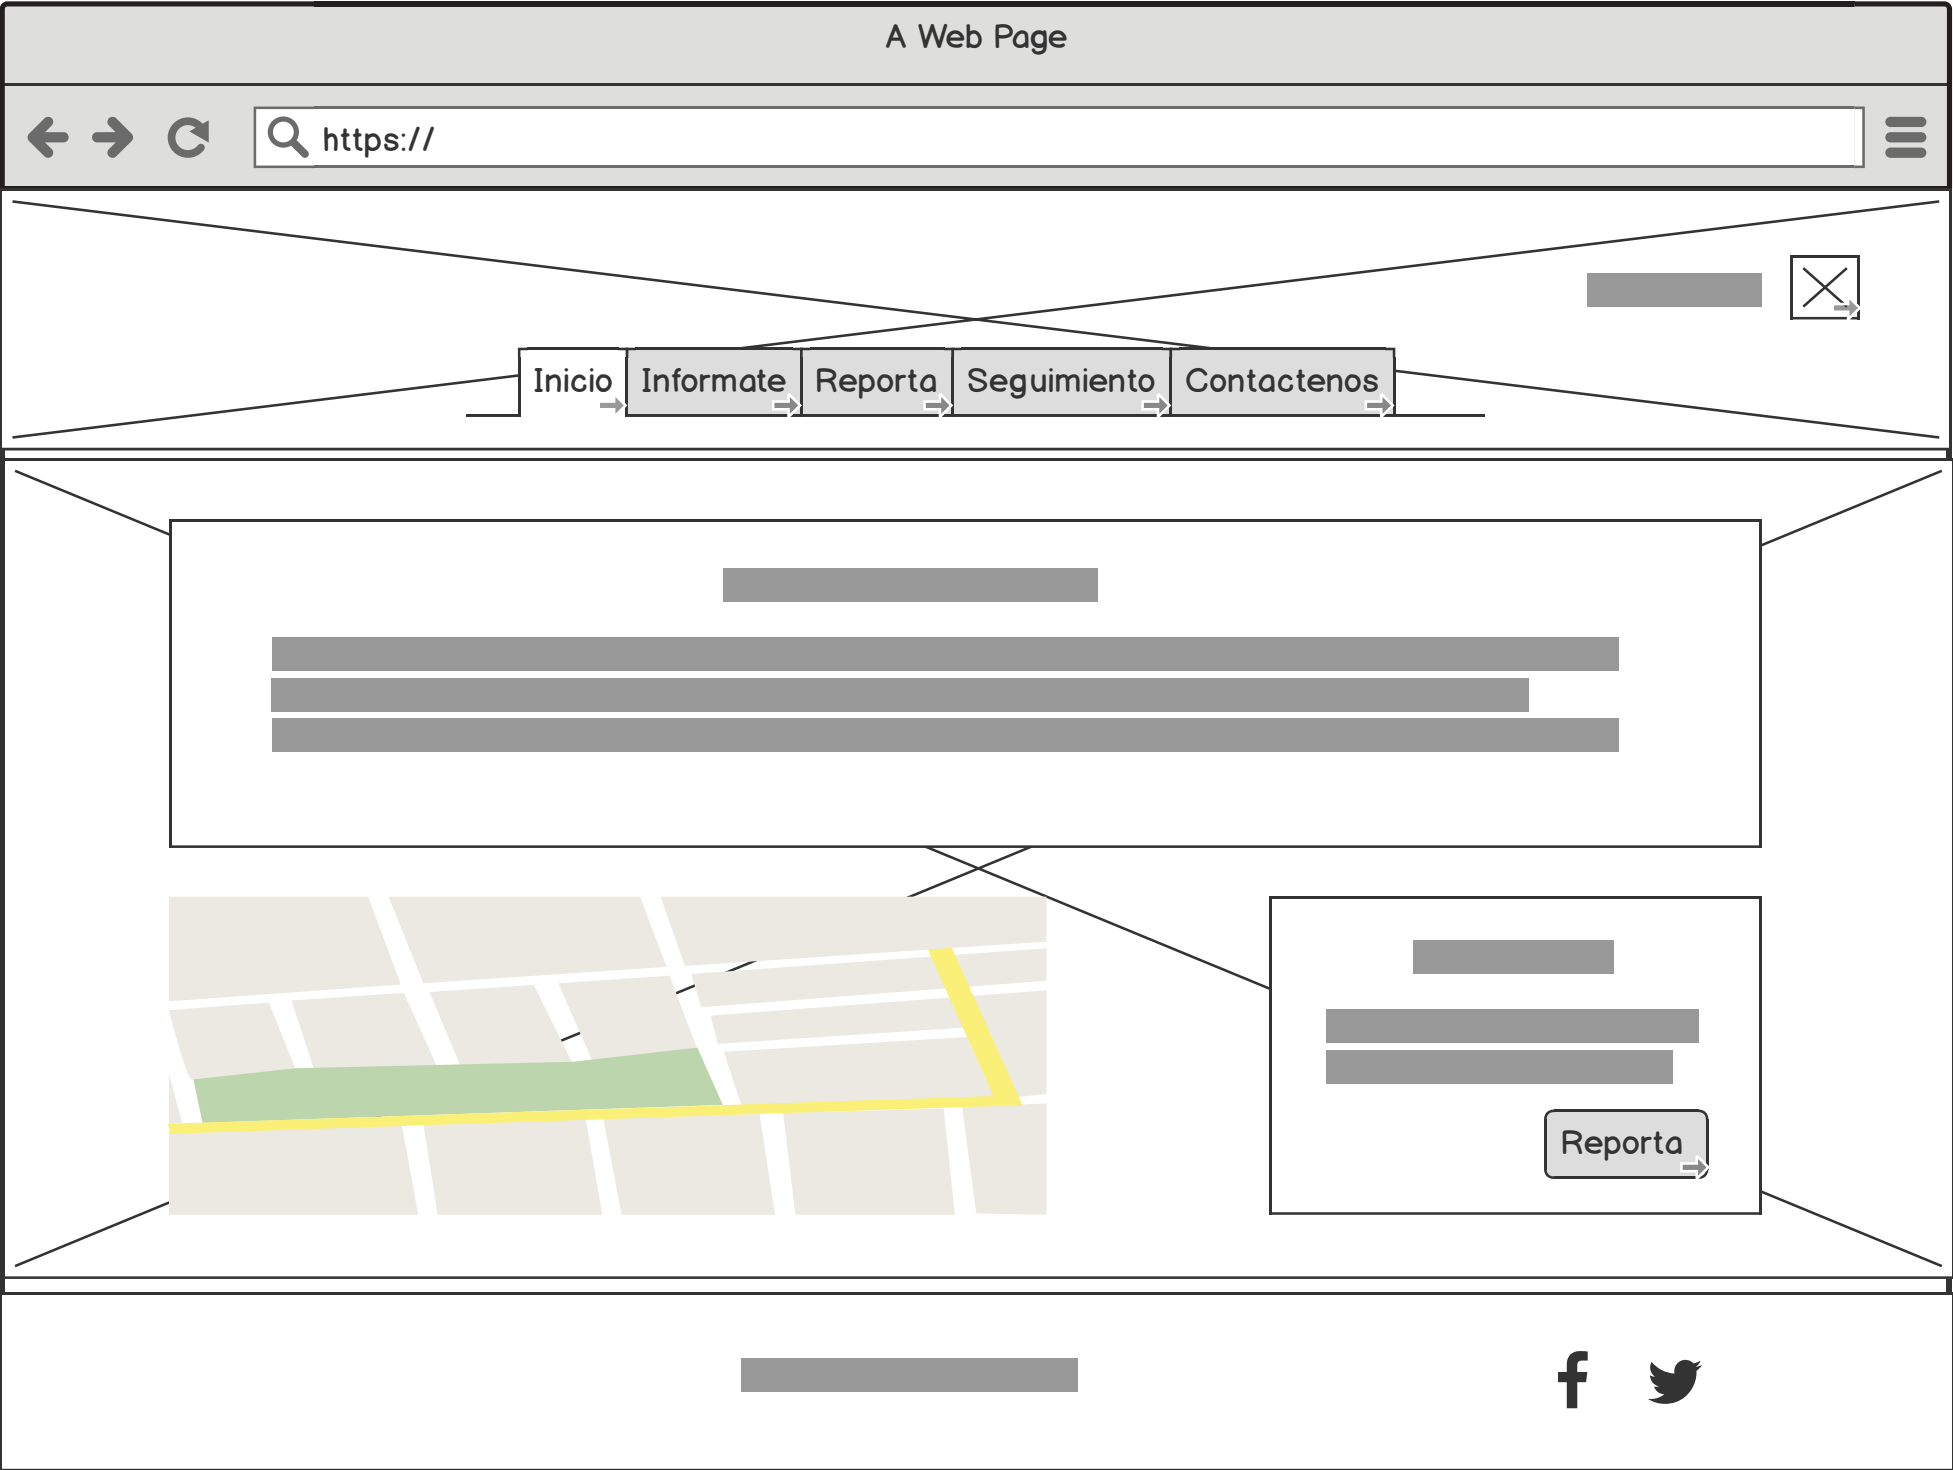 A Web Page
https://
Inicio Informate Reporta Seguimiento Contactenos
Reporta